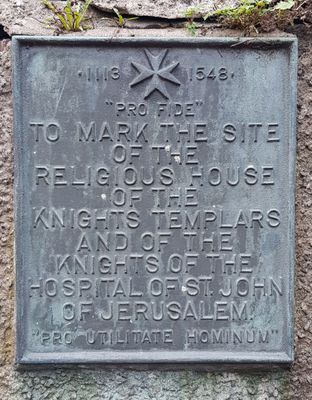 ·1113 1548·
"PRO FIDE"
TO MARK THE SITE
OF THE
RELIGIOUS HOUSE
OF THE
KNIGHTS TEMPLARS
AND OF THE
KNIGHTS OF THE
HOSPITAL OF ST. JOHN
OF JERUSALEM.
"PRO UTILITATE HOMINUM"